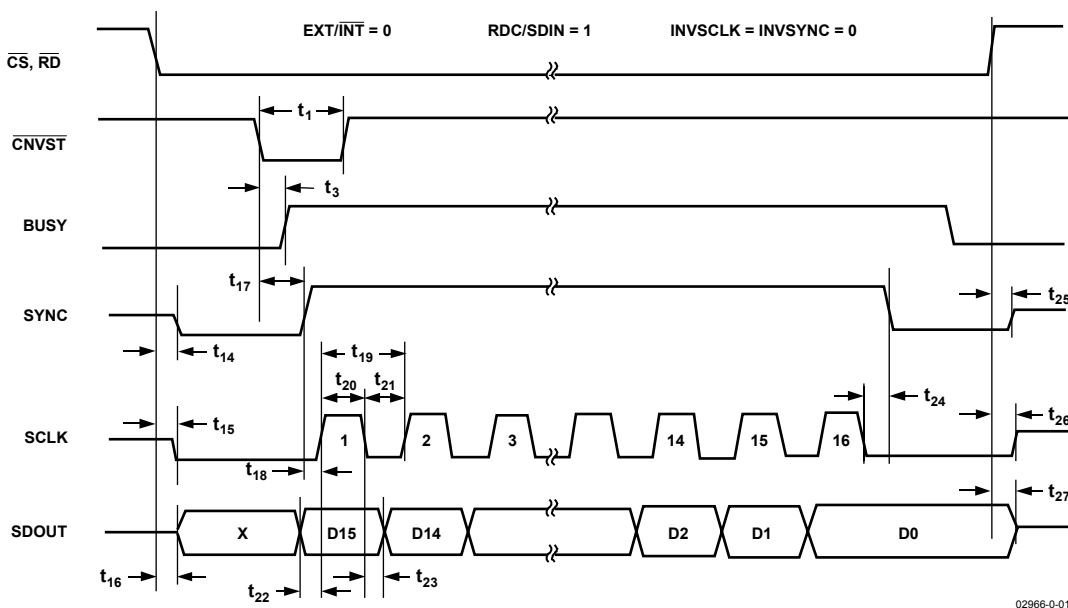 EXT/INT = 0 RDC/SDIN = 1 INVSCLK = INVSYNC = 0
CS, RD
t1
CNVST
t3
BUSY
t17
SYNC
t25
t14
t19
t20 t21
t24
t15
t26
SCLK
1 2 3 14 15 16
t18
t27
SDOUT
X D15 D14 D2 D1 D0
t16
t22
t23
02966-0-01